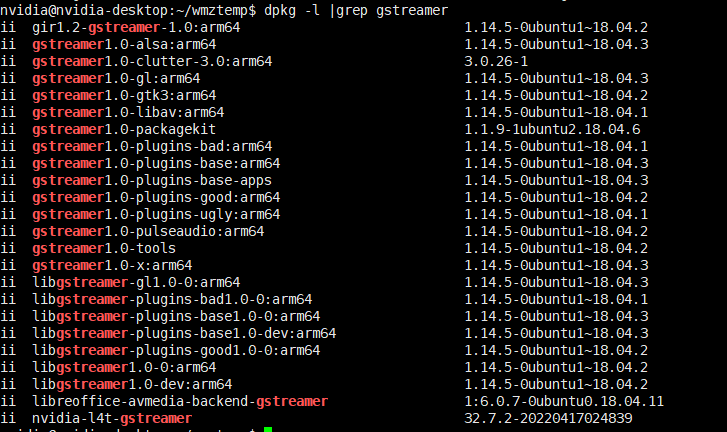 nvidia@nvidia-desktop:~/wmztemp$ dpkg -l |grep gstreamer
ii  gir1.2-gstreamer-1.0:arm64  1.14.5-0ubuntu1~18.04.2
ii  gstreamer1.0-alsa:arm64  1.14.5-0ubuntu1~18.04.3
ii  gstreamer1.0-clutter-3.0:arm64  3.0.26-1
ii  gstreamer1.0-gl:arm64  1.14.5-0ubuntu1~18.04.3
ii  gstreamer1.0-gtk3:arm64  1.14.5-0ubuntu1~18.04.2
ii  gstreamer1.0-libav:arm64  1.14.5-0ubuntu1~18.04.1
ii  gstreamer1.0-packagekit  1.1.9-1ubuntu2.18.04.6
ii  gstreamer1.0-plugins-bad:arm64  1.14.5-0ubuntu1~18.04.1
ii  gstreamer1.0-plugins-base:arm64  1.14.5-0ubuntu1~18.04.3
ii  gstreamer1.0-plugins-base-apps  1.14.5-0ubuntu1~18.04.3
ii  gstreamer1.0-plugins-good:arm64  1.14.5-0ubuntu1~18.04.2
ii  gstreamer1.0-plugins-ugly:arm64  1.14.5-0ubuntu1~18.04.1
ii  gstreamer1.0-pulseaudio:arm64  1.14.5-0ubuntu1~18.04.2
ii  gstreamer1.0-tools  1.14.5-0ubuntu1~18.04.2
ii  gstreamer1.0-x:arm64  1.14.5-0ubuntu1~18.04.3
ii  libgstreamer-gl1.0-0:arm64  1.14.5-0ubuntu1~18.04.3
ii  libgstreamer-plugins-bad1.0-0:arm64  1.14.5-0ubuntu1~18.04.1
ii  libgstreamer-plugins-base1.0-0:arm64  1.14.5-0ubuntu1~18.04.3
ii  libgstreamer-plugins-base1.0-dev:arm64  1.14.5-0ubuntu1~18.04.3
ii  libgstreamer-plugins-good1.0-0:arm64  1.14.5-0ubuntu1~18.04.2
ii  libgstreamer1.0-0:arm64  1.14.5-0ubuntu1~18.04.2
ii  libgstreamer1.0-dev:arm64  1.14.5-0ubuntu1~18.04.2
ii  libreoffice-avmedia-backend-gstreamer  1:6.0.7-0ubuntu0.18.04.11
ii  nvidia-l4t-gstreamer  32.7.2-20220417024839